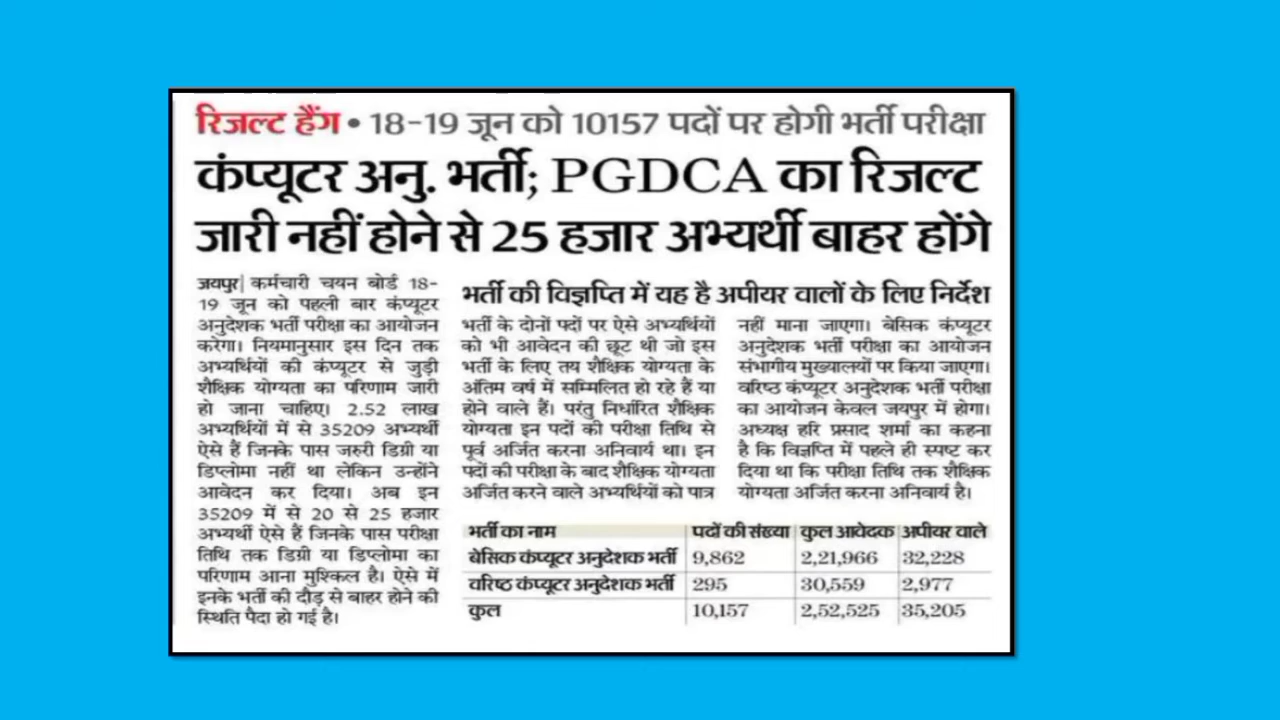 रिजल्ट हैंग • 18-19 जून को 10157 पदों पर होगी भर्ती परीक्षा
कंप्यूटर अनु. भर्ती; PGDCA का रिजल्ट
जारी नहीं होने से 25 हजार अभ्यर्थी बाहर होंगे
जयपुर| कर्मचारी चयन बोर्ड 18-
19 जून को पहली बार कंप्यूटर
अनुदेशक भर्ती परीक्षा का आयोजन
करेगा। नियमानुसार इस दिन तक
अभ्यर्थियों की कंप्यूटर से जुड़ी
शैक्षिक योग्यता का परिणाम जारी
हो जाना चाहिए। 2.52 लाख
अभ्यर्थियों में से 35209 अभ्यर्थी
ऐसे हैं जिनके पास जरुरी डिग्री या
डिप्लोमा नहीं था लेकिन उन्होंने
आवेदन कर दिया। अब इन
35209 में से 20 से 25 हजार
अभ्यर्थी ऐसे हैं जिनके पास परीक्षा
तिथि तक डिग्री या डिप्लोमा का
परिणाम आना मुश्किल है। ऐसे में
इनके भर्ती की दौड़ से बाहर होने की
स्थिति पैदा हो गई है।
भर्ती की विज्ञप्ति में यह है अपीयर वालों के लिए निर्देश
भर्ती के दोनों पदों पर ऐसे अभ्यर्थियों
को भी आवेदन की छूट थी जो इस
भर्ती के लिए तय शैक्षिक योग्यता के
अंतिम वर्ष में सम्मिलित हो रहे हैं या
होने वाले हैं। परंतु निर्धारित शैक्षिक
योग्यता इन पदों की परीक्षा तिथि से
पूर्व अर्जित करना अनिवार्य था। इन
पदों की परीक्षा के बाद शैक्षिक योग्यता
अर्जित करने वाले अभ्यर्थियों को पात्र
नहीं माना जाएगा। बेसिक कंप्यूटर
अनुदेशक भर्ती परीक्षा का आयोजन
संभागीय मुख्यालयों पर किया जाएगा।
वरिष्ठ कंप्यूटर अनुदेशक भर्ती परीक्षा
का आयोजन केवल जयपुर में होगा।
अध्यक्ष हरि प्रसाद शर्मा का कहना
है कि विज्ञप्ति में पहले ही स्पष्ट कर
दिया था कि परीक्षा तिथि तक शैक्षिक
योग्यता अर्जित करना अनिवार्य है।
भर्ती का नाम पदों की संख्या कुल आवेदक अपीयर वाले
बेसिक कंप्यूटर अनुदेशक भर्ती 9,862 2,21,966 32,228
वरिष्ठ कंप्यूटर अनुदेशक भर्ती 295 30,559 2,977
कुल 10,157 2,52,525 35,205